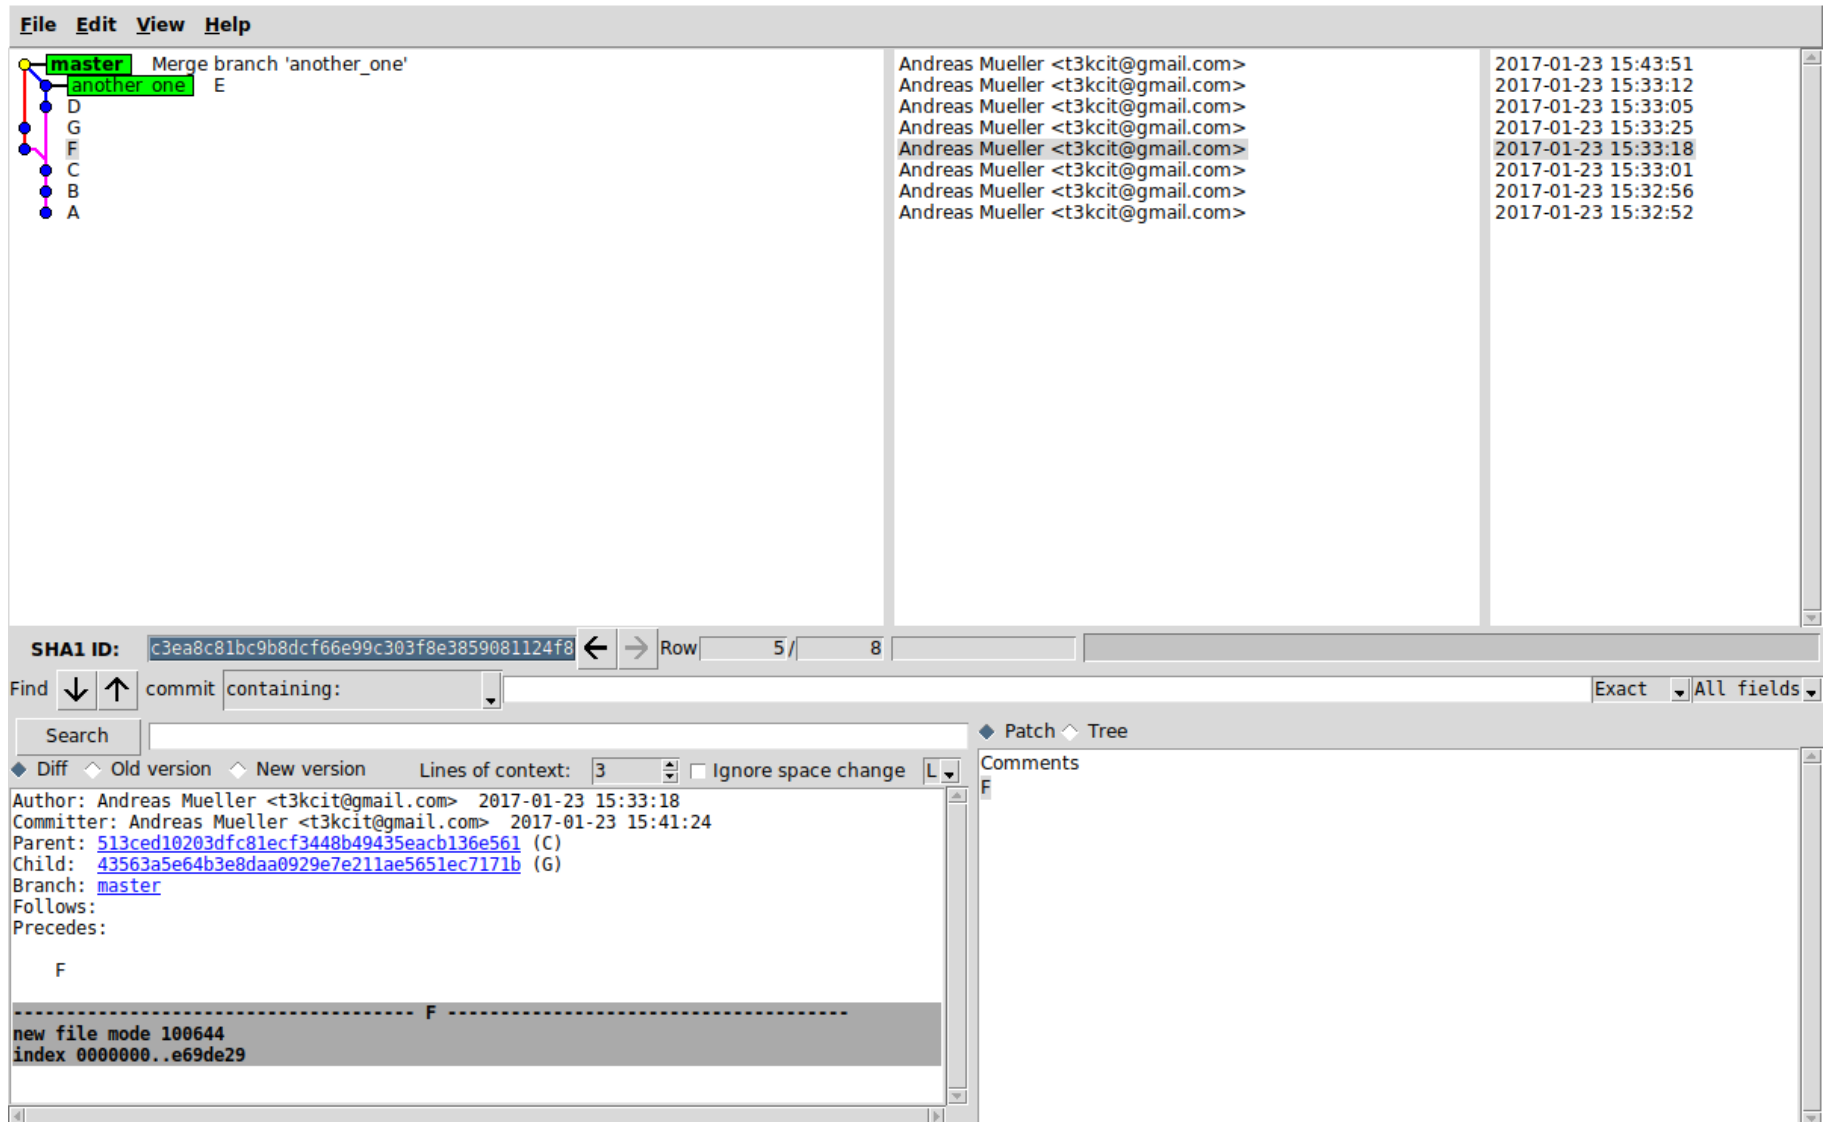 File Edit View Help
master Merge branch 'another_one' Andreas Mueller <t3kcit@gmail.com> 2017-01-23 15:43:51
another_one E Andreas Mueller <t3kcit@gmail.com> 2017-01-23 15:33:12
D Andreas Mueller <t3kcit@gmail.com> 2017-01-23 15:33:05
G Andreas Mueller <t3kcit@gmail.com> 2017-01-23 15:33:25
F Andreas Mueller <t3kcit@gmail.com> 2017-01-23 15:33:18
C Andreas Mueller <t3kcit@gmail.com> 2017-01-23 15:33:01
B Andreas Mueller <t3kcit@gmail.com> 2017-01-23 15:32:56
A Andreas Mueller <t3kcit@gmail.com> 2017-01-23 15:32:52
SHA1 ID: c3ea8c81bc9b8dcf66e99c303f8e3859081124f8 Row 5 / 8
Find commit containing: Exact All fields
Search
Diff Old version New version Lines of context: 3 Ignore space change L
Author: Andreas Mueller <t3kcit@gmail.com> 2017-01-23 15:33:18
Committer: Andreas Mueller <t3kcit@gmail.com> 2017-01-23 15:41:24
Parent: 513ced10203dfc81ecf3448b49435eacb136e561 (C)
Child: 43563a5e64b3e8daa0929e7e211ae5651ec7171b (G)
Branch: master
Follows:
Precedes:
F
-------------------------------------- F --------------------------------------
new file mode 100644
index 0000000..e69de29
Patch Tree
Comments
F